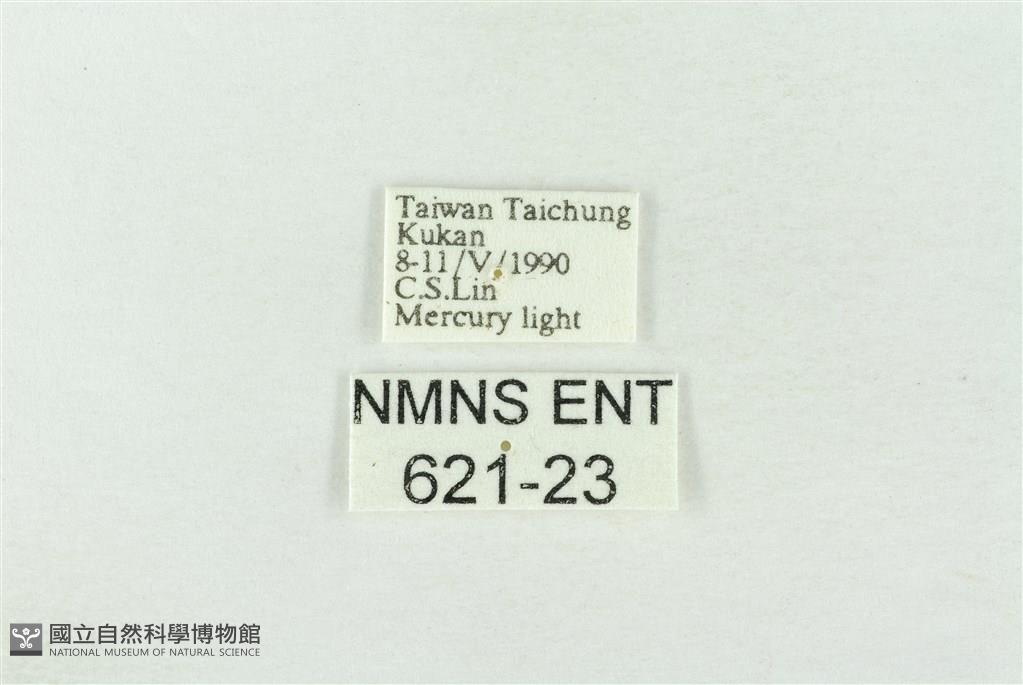 Taiwan Taichung
Kukan
8-11/V/1990
C.S.Lin
Mercury light
NMNS ENT
621-23
國立自然科學博物館
NATIONAL MUSEUM OF NATURAL SCIENCE